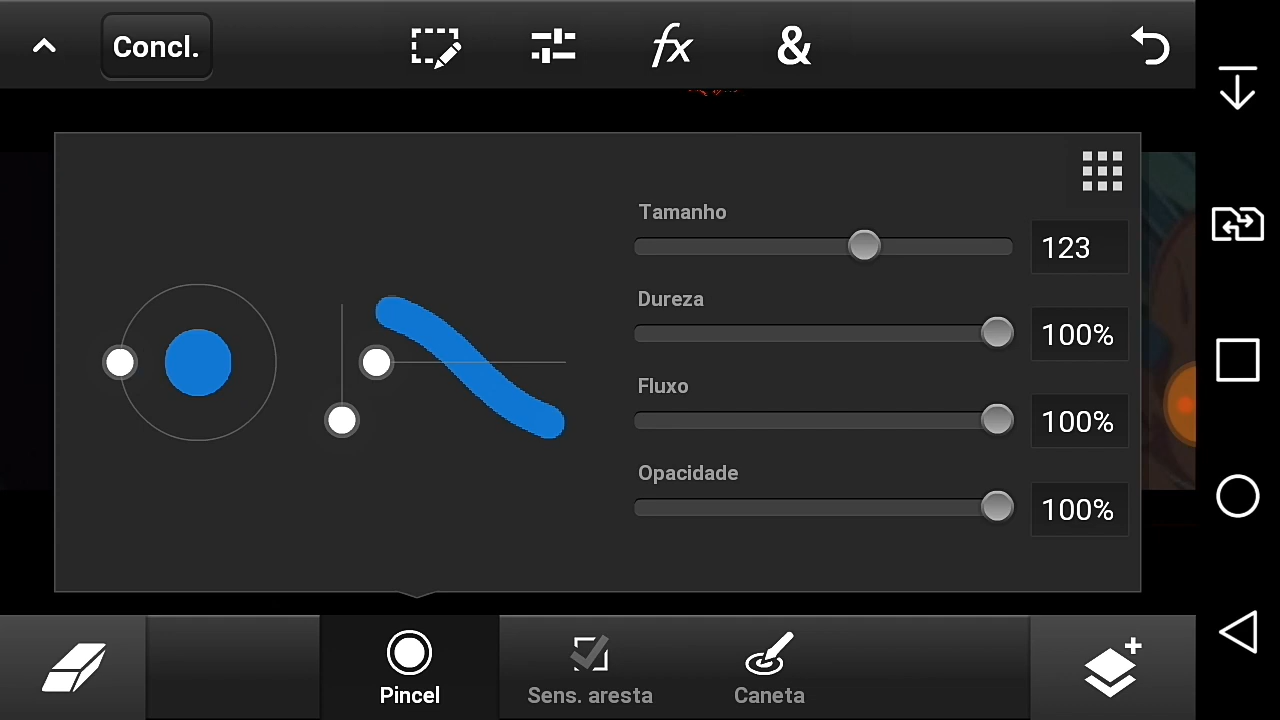 Concl.
fx
&
Tamanho
123
Dureza
100%
Fluxo
100%
Opacidade
100%
Pincel
Sens. aresta
Caneta